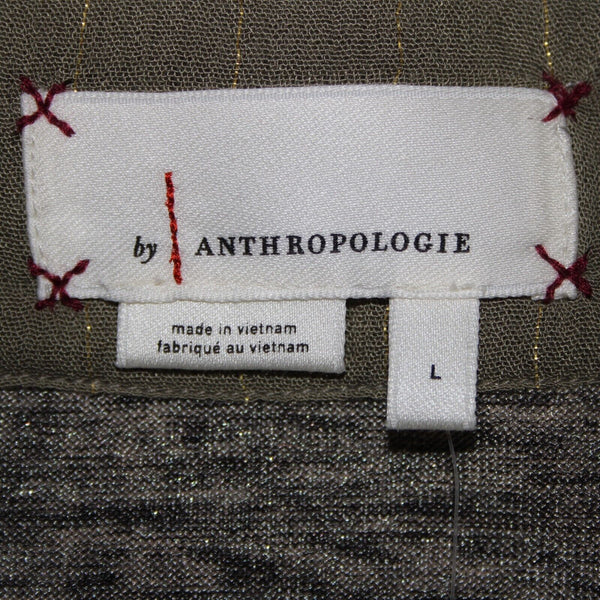 by ANTHROPOLOGIE
made in vietnam
fabriqué au vietnam
L